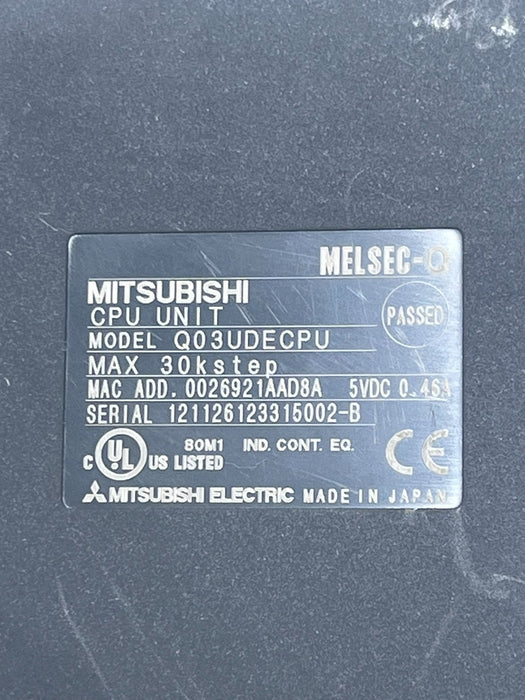 MELSEC-Q
MITSUBISHI
CPU UNIT
PASSED
MODEL Q03UDECPU
MAX 30kstep
MAC ADD. 0026921AAD8A 5VDC 0.46A
SERIAL 121126123315002-B
80M1 IND. CONT. EQ.
C UL US LISTED CE
MITSUBISHI ELECTRIC MADE IN JAPAN